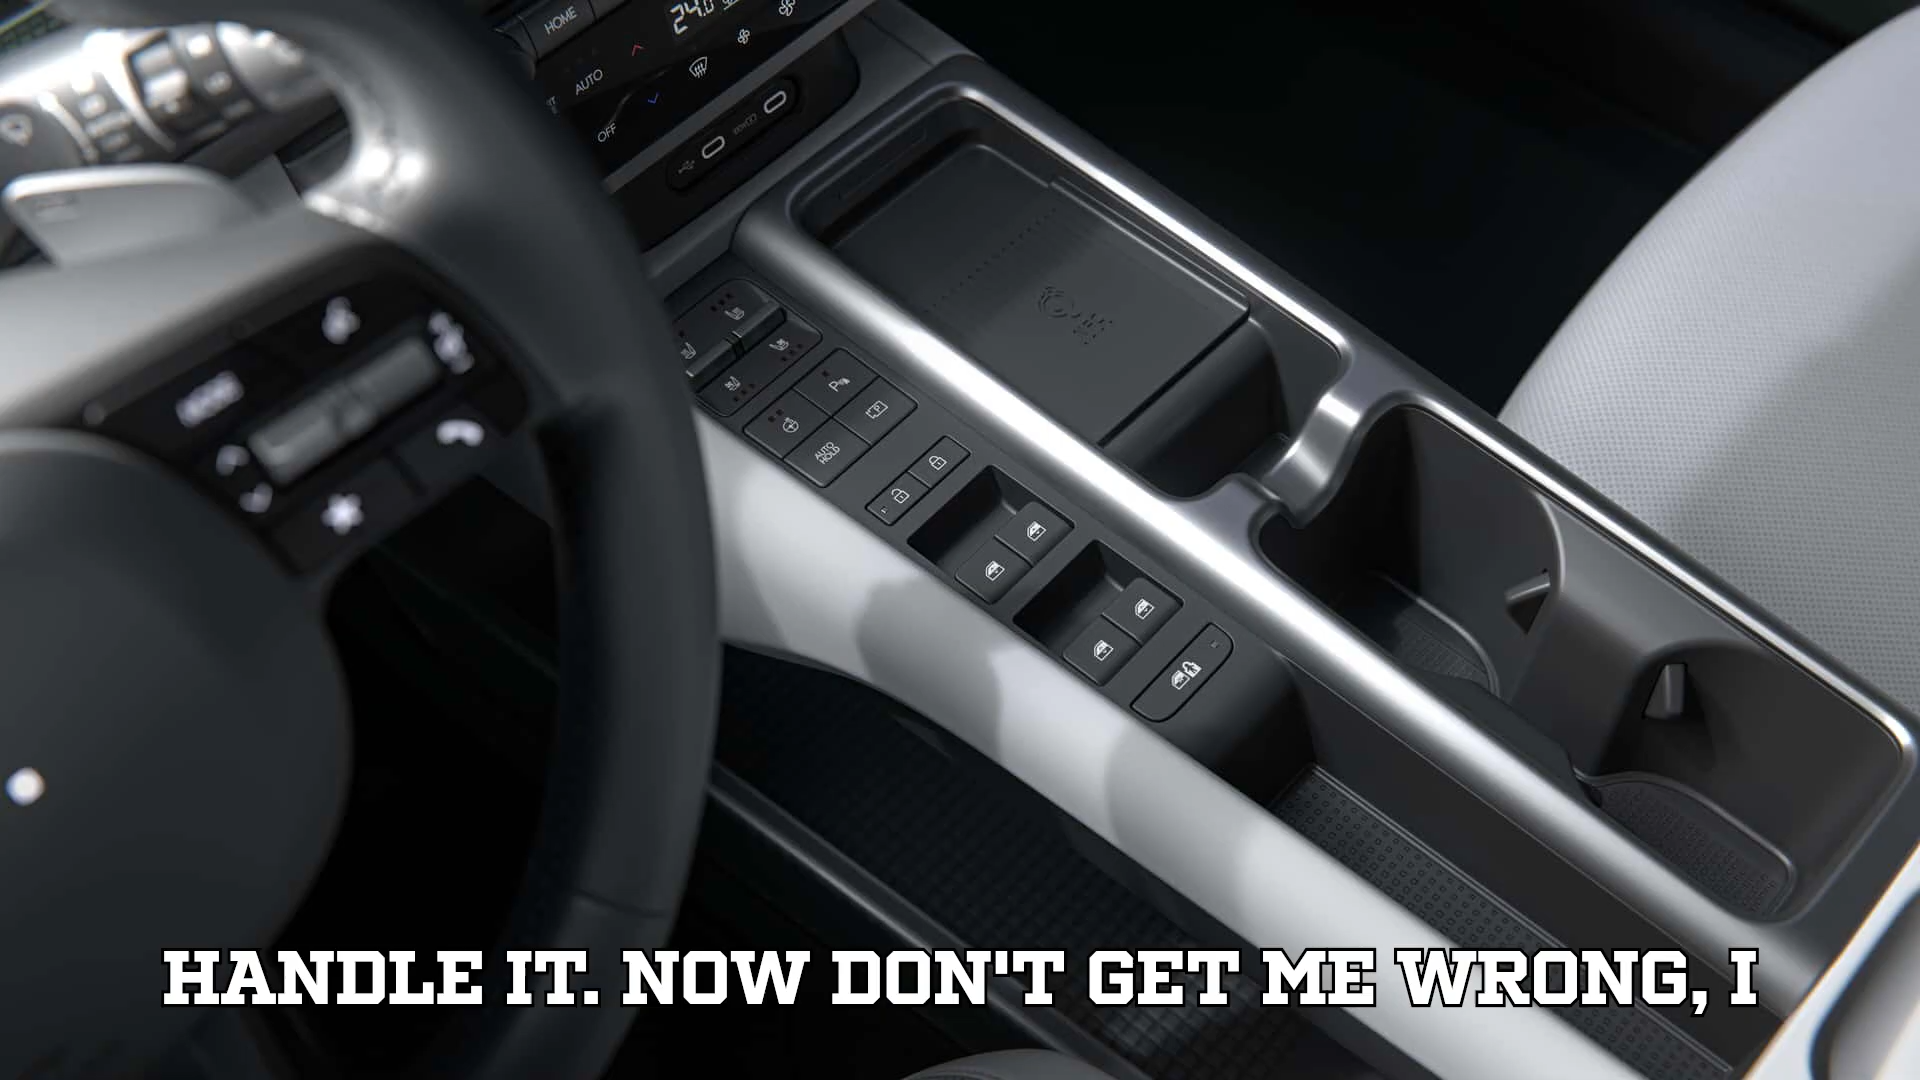 HOME
24.0
AUTO
OFF
P
P
AUTO
HOLD
HANDLE IT. NOW DON'T GET ME WRONG, I